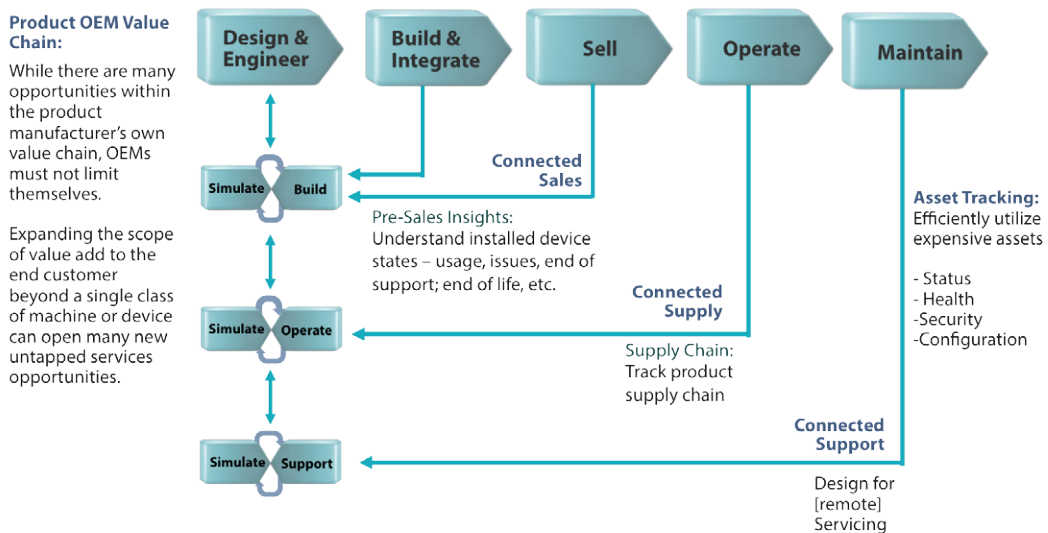 Product OEM Value
Chain:
While there are many
opportunities within
the product
manufacturer's own
value chain, OEMs
must not limit
themselves.
Expanding the scope
of value add to the
end customer
beyond a single class
of machine or device
can open many new
untapped services
opportunities.
Design &
Engineer
Build &
Integrate
Sell
Operate
Maintain
Simulate
Build
Connected
Sales
Pre-Sales Insights:
Understand installed device
states – usage, issues, end of
support; end of life, etc.
Simulate
Operate
Connected
Supply
Supply Chain:
Track product
supply chain
Simulate
Support
Connected
Support
Design for
[remote]
Servicing
Asset Tracking:
Efficiently utilize
expensive assets
- Status
- Health
-Security
-Configuration